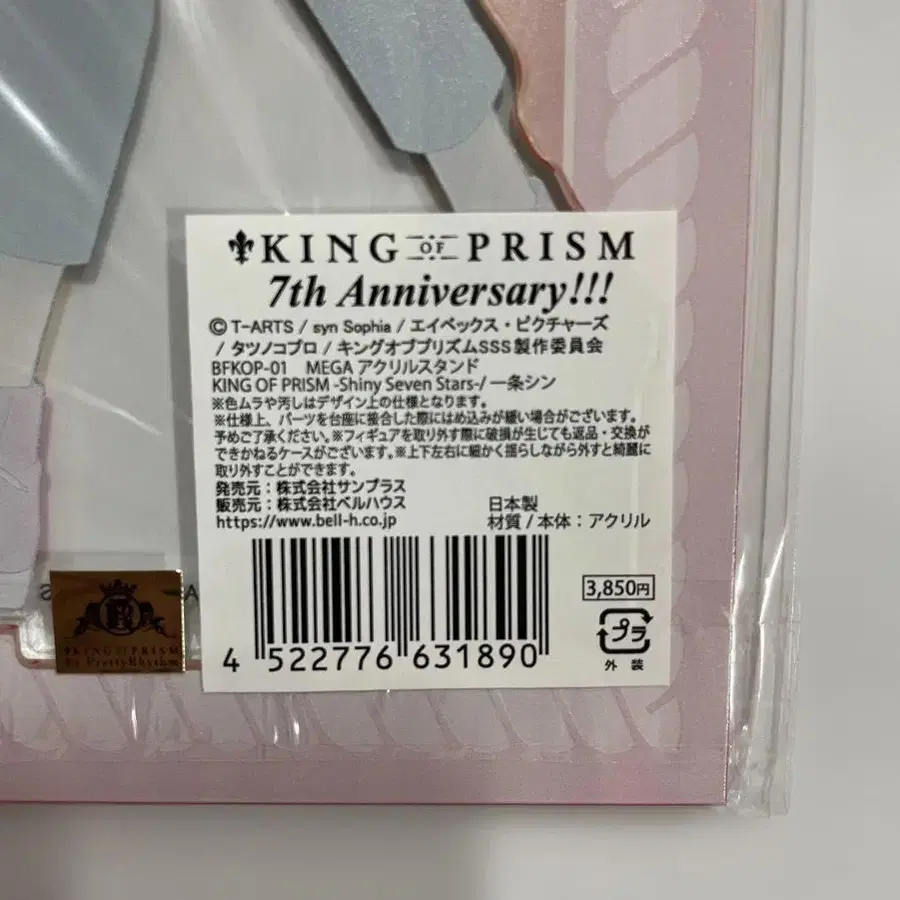 KING OF PRISM
7th Anniversary!!!
© T-ARTS / syn Sophia / エイベックス・ピクチャーズ
/ タツノコプロ / キングオブプリズムSSS製作委員会
BFKOP-01 MEGA アクリルスタンド
KING OF PRISM -Shiny Seven Stars-/ 一条シン
※色ムラや汚しはデザイン上の仕様となります。
※仕様上、パーツを台座に接合した際にはめ込みが緩い場合がございます。
予めご了承ください。※フィギュアを取り外す際に破損が生じても返品・交換が
できかねるケースがございます。※上下左右に細かく揺らしながら外すと綺麗に
取り外すことができます。
発売元：株式会社サンプラス
販売元：株式会社ベルハウス 日本製
https://www.bell-h.co.jp 材質 / 本体：アクリル
3,850円
プラ
外装
4 522776 631890
KING OF PRISM
by PrettyRhythm